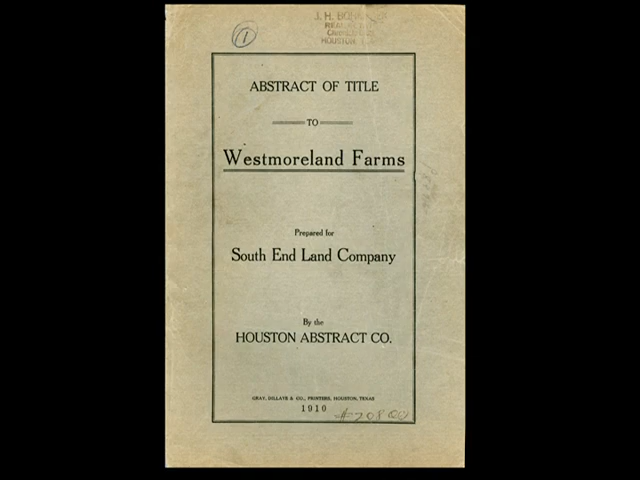 1
J. H.
HOUSTON
ABSTRACT OF TITLE
TO
Westmoreland Farms
Prepared for
South End Land Company
By the
HOUSTON ABSTRACT CO.
GRAY, DILLAYE & CO., PRINTERS, HOUSTON, TEXAS
1910